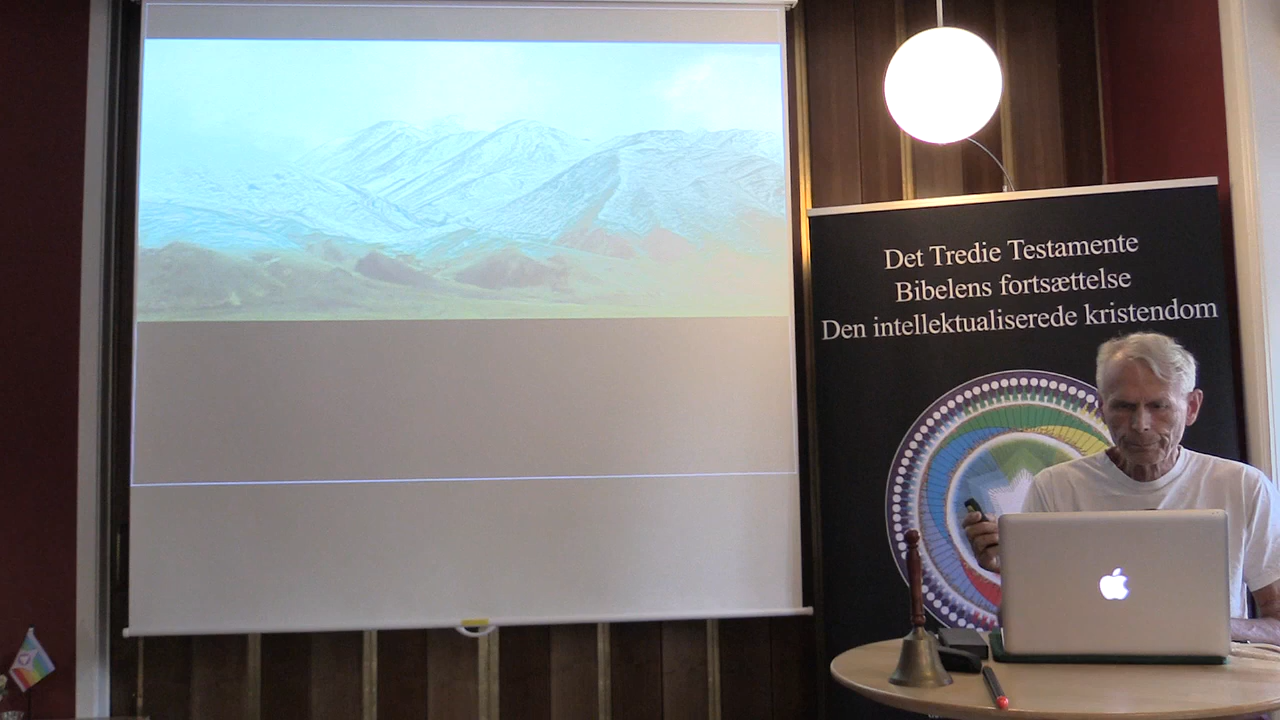 Det Tredie Testamente
Bibelens fortsættelse
Den intellektualiserede kristendom